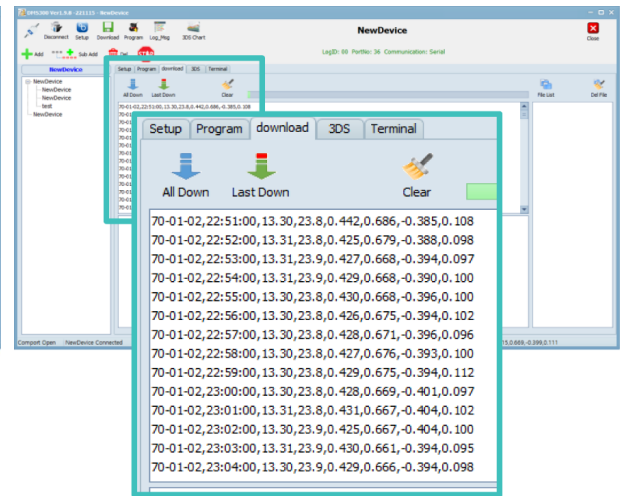 DMS200 Ver1.9.8 -221115 - NewDevice
Disconnect Setup Download Program Log_Msg 3DS Chart
NewDevice
Close
Add Sub Add Del
LagID: 00 PortNo: 36 Communication: Serial
NewDevice
Setup Program download 3DS Terminal
NewDevice
NewDevice
NewDevice
test
NewDevice
All Down Last Down Clear File List Del File
70-01-02,22:51:00,13.30,23.8,0.442,0.686,-0.385,0.108
Setup Program download 3DS Terminal
All Down Last Down Clear
70-01-02,22:51:00,13.30,23.8,0.442,0.686,-0.385,0.108
70-01-02,22:52:00,13.31,23.8,0.425,0.679,-0.388,0.098
70-01-02,22:53:00,13.31,23.9,0.427,0.668,-0.394,0.097
70-01-02,22:54:00,13.31,23.9,0.429,0.668,-0.390,0.100
70-01-02,22:55:00,13.30,23.8,0.430,0.668,-0.396,0.100
70-01-02,22:56:00,13.30,23.8,0.426,0.675,-0.394,0.102
70-01-02,22:57:00,13.30,23.8,0.428,0.671,-0.396,0.096
70-01-02,22:58:00,13.30,23.8,0.427,0.676,-0.393,0.100
70-01-02,22:59:00,13.30,23.8,0.429,0.675,-0.394,0.112
70-01-02,23:00:00,13.30,23.8,0.428,0.669,-0.401,0.097
70-01-02,23:01:00,13.31,23.8,0.431,0.667,-0.404,0.102
70-01-02,23:02:00,13.30,23.9,0.425,0.667,-0.404,0.100
70-01-02,23:03:00,13.31,23.9,0.430,0.661,-0.394,0.095
70-01-02,23:04:00,13.30,23.9,0.429,0.666,-0.394,0.098
Comport Open NewDevice Connected